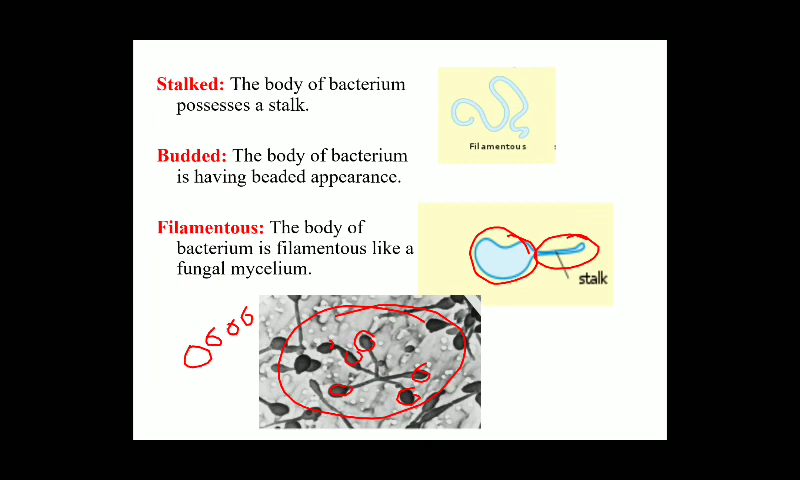 Stalked: The body of bacterium
possesses a stalk.
Budded: The body of bacterium
is having beaded appearance.
Filamentous: The body of
bacterium is filamentous like a
fungal mycelium.
Filamentous
stalk